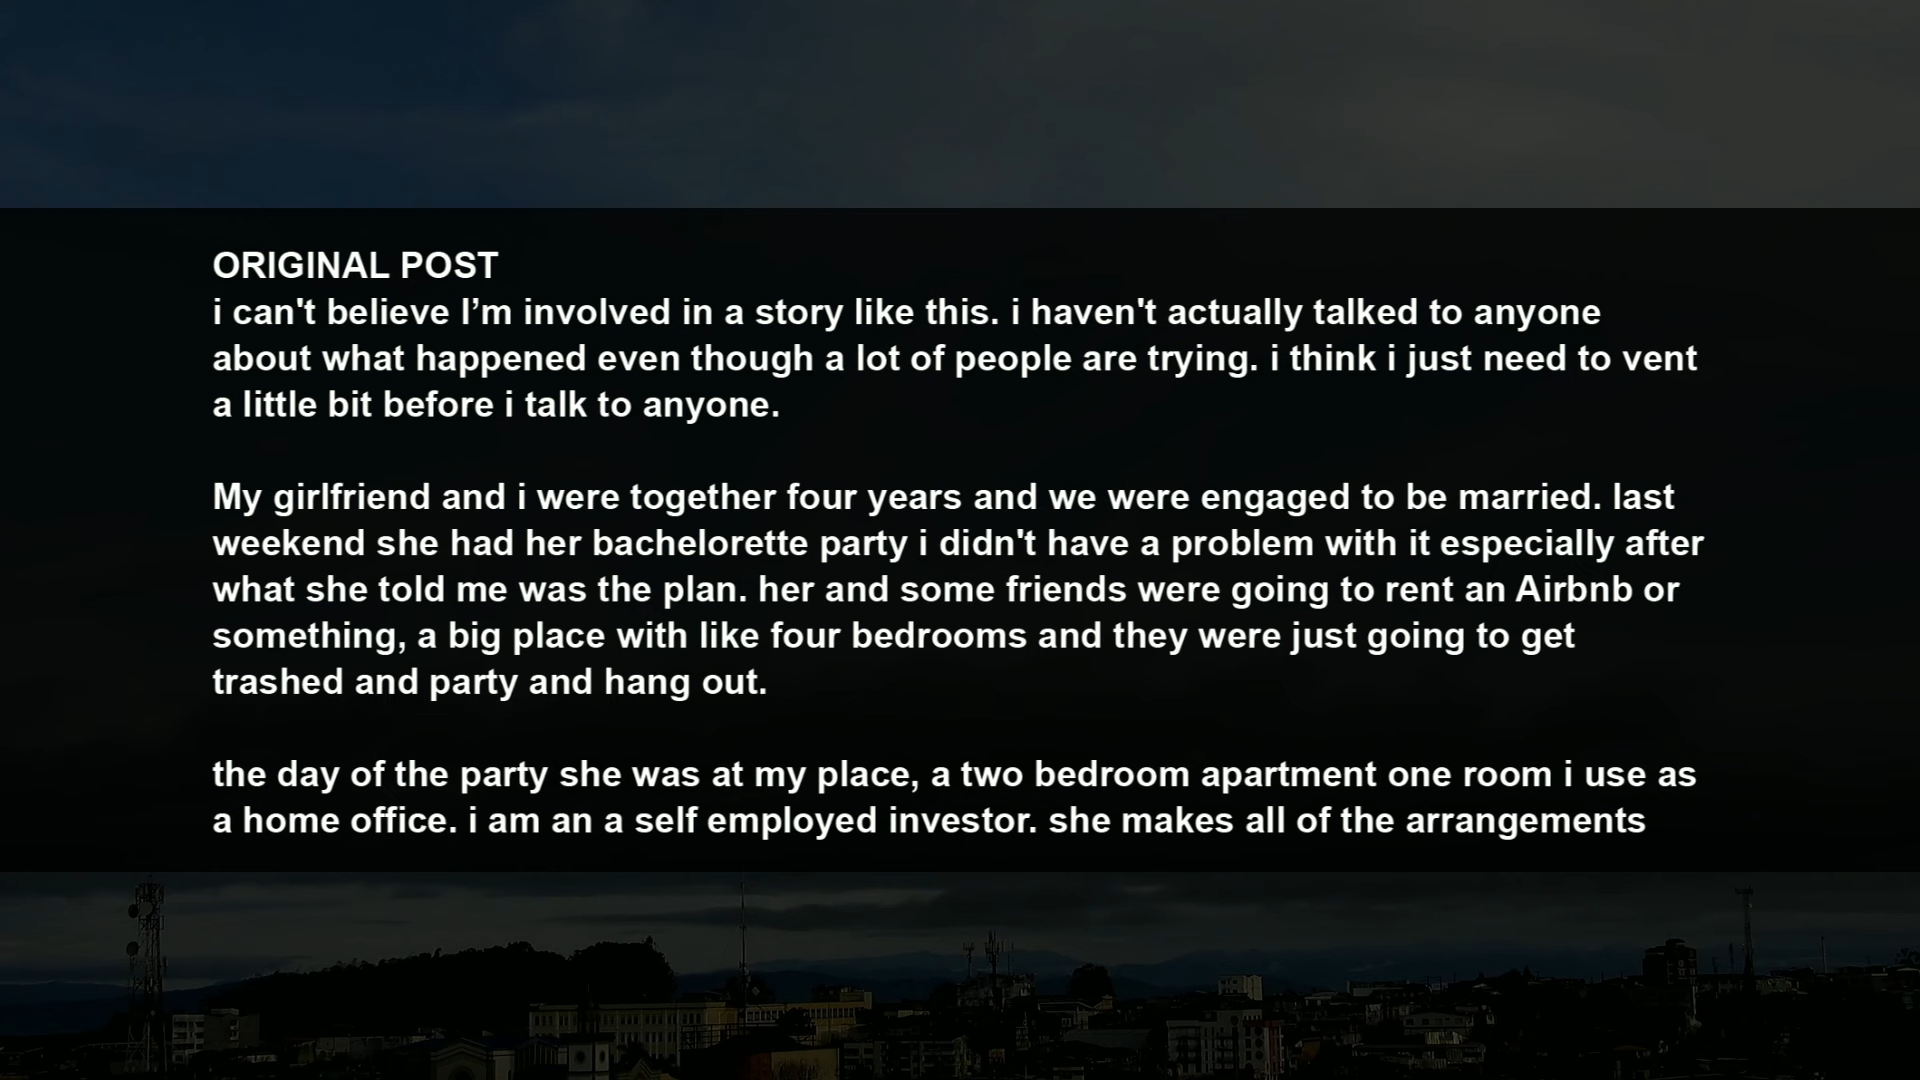 ORIGINAL POST
i can't believe I’m involved in a story like this. i haven't actually talked to anyone
about what happened even though a lot of people are trying. i think i just need to vent
a little bit before i talk to anyone.
My girlfriend and i were together four years and we were engaged to be married. last
weekend she had her bachelorette party i didn't have a problem with it especially after
what she told me was the plan. her and some friends were going to rent an Airbnb or
something, a big place with like four bedrooms and they were just going to get
trashed and party and hang out.
the day of the party she was at my place, a two bedroom apartment one room i use as
a home office. i am an a self employed investor. she makes all of the arrangements